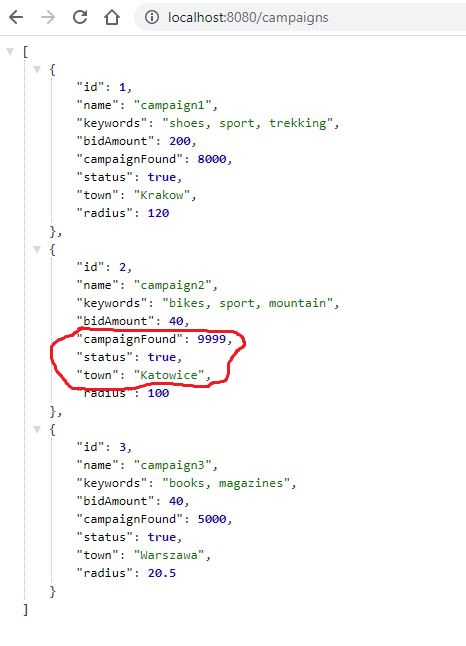 localhost:8080/campaigns
[
{
"id": 1,
"name": "campaign1",
"keywords": "shoes, sport, trekking",
"bidAmount": 200,
"campaignFound": 8000,
"status": true,
"town": "Krakow",
"radius": 120
},
{
"id": 2,
"name": "campaign2",
"keywords": "bikes, sport, mountain",
"bidAmount": 40,
"campaignFound": 9999,
"status": true,
"town": "Katowice",
"radius": 100
},
{
"id": 3,
"name": "campaign3",
"keywords": "books, magazines",
"bidAmount": 40,
"campaignFound": 5000,
"status": true,
"town": "Warszawa",
"radius": 20.5
}
]